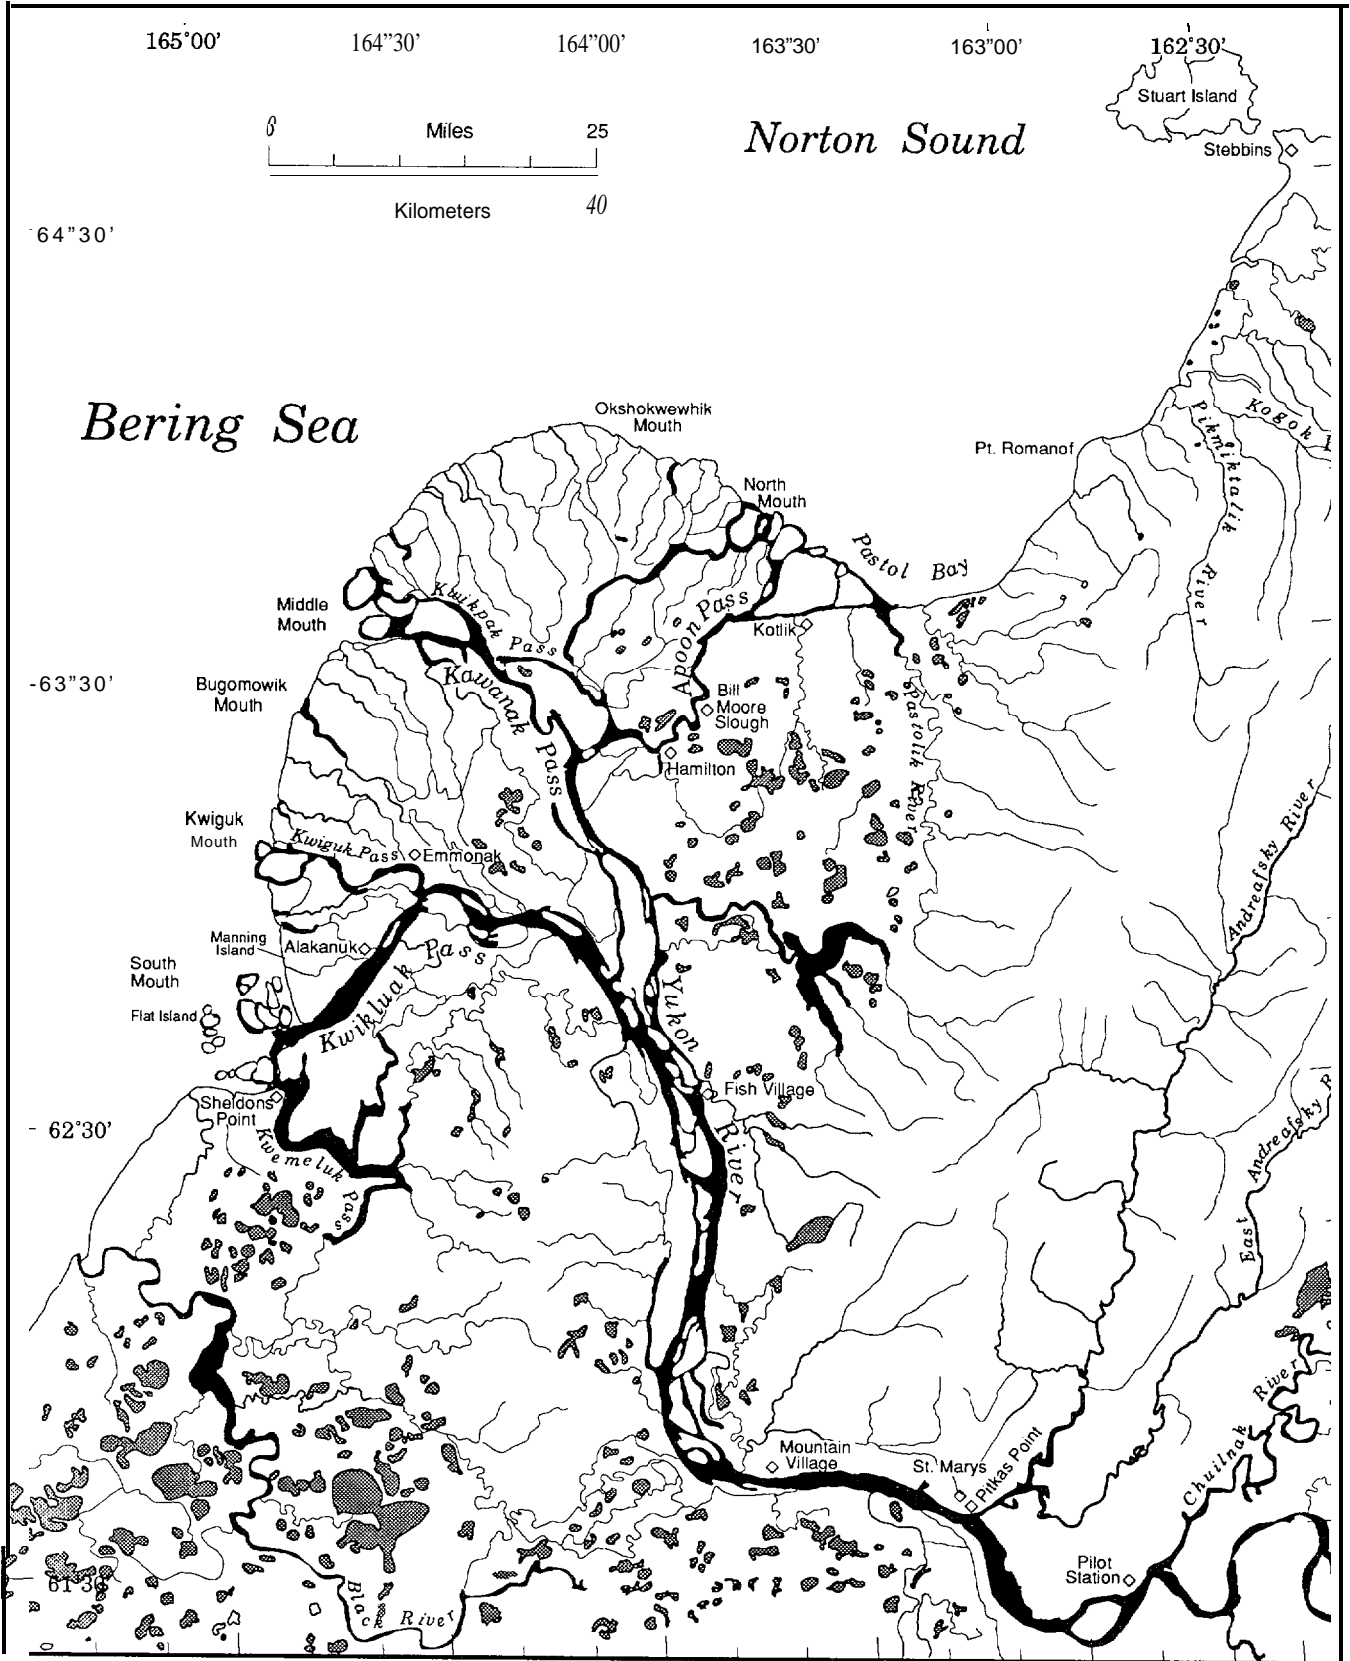 165°00'
164"30'
164"00'
163"30'
163"00'
162°30'
Stuart Island
Miles
25
Norton Sound
Stebbins
Kilometers
40
64"30'
Bering Sea
Okshokwewhik
Mouth
Kogok
Pikmiktalik
River
Pt. Romanof
North
Mouth
Pastol Bay
Middle
Mouth
Kwikpak Pass
Apoon Pass
Kotlik
-63"30'
Kawanak Pass
Bugomowik
Mouth
Bill
Moore
Slough
Pastolik River
Hamilton
Andreafsky River
Kwiguk
Mouth
Kwiguk Pass
Emmonak
Manning
Island
Alakanuk
Kwikluak Pass
South
Mouth
Flat Island
Yukon River
Fish Village
Sheldons
Point
- 62°30'
Kwemeluk Pass
East Andreafsky R
Chuilnak River
Mountain
Village
St. Marys
Pitkas Point
Pilot
Station
61°30'
Black River